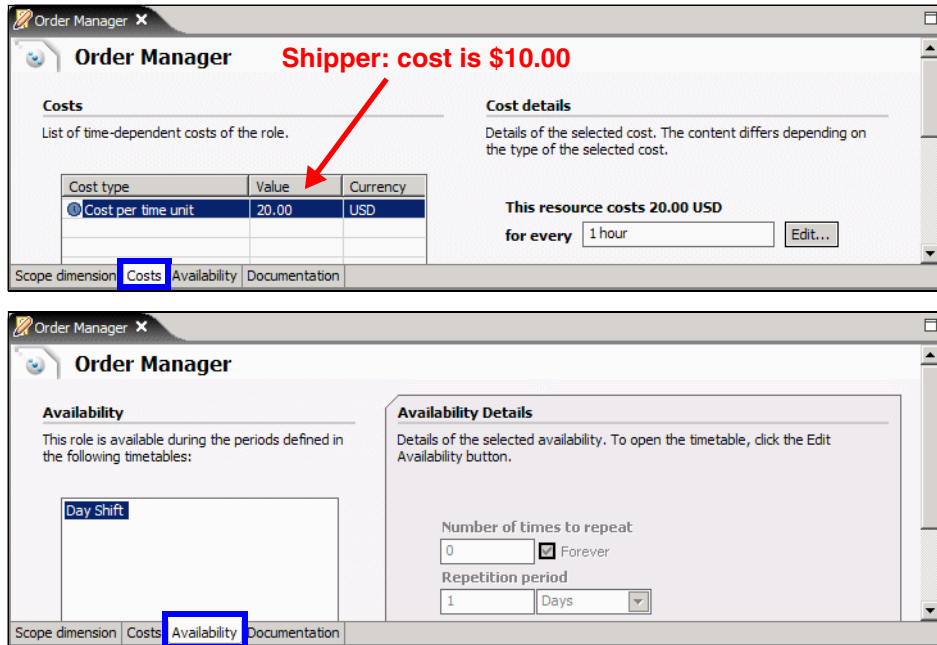 Order Manager
Order Manager
Shipper: cost is $10.00
Costs
List of time-dependent costs of the role.
Cost type Value Currency
Cost per time unit 20.00 USD
Cost details
Details of the selected cost. The content differs depending on
the type of the selected cost.
This resource costs 20.00 USD
for every 1 hour Edit...
Scope dimension Costs Availability Documentation
Order Manager
Order Manager
Availability
This role is available during the periods defined in
the following timetables:
Day Shift
Availability Details
Details of the selected availability. To open the timetable, click the Edit
Availability button.
Number of times to repeat
0 Forever
Repetition period
1 Days
Scope dimension Costs Availability Documentation